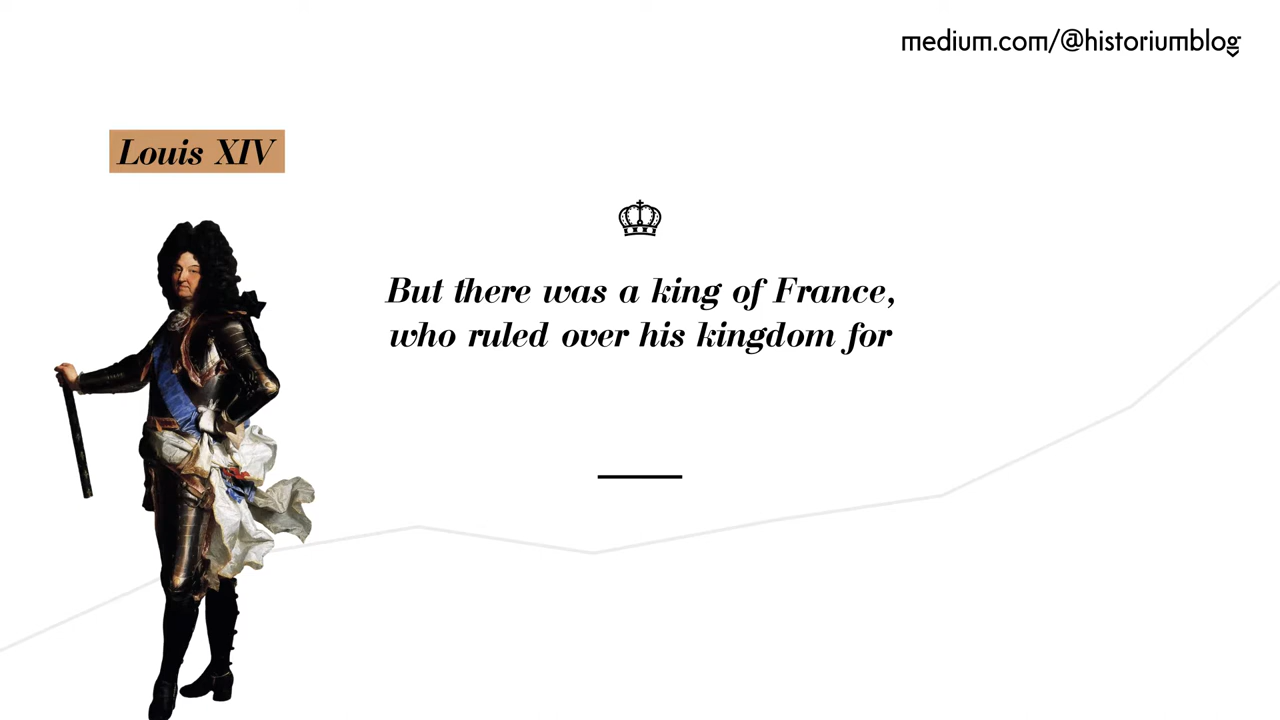 medium.com/@historiumblog
Louis XIV
But there was a king of France,
who ruled over his kingdom for